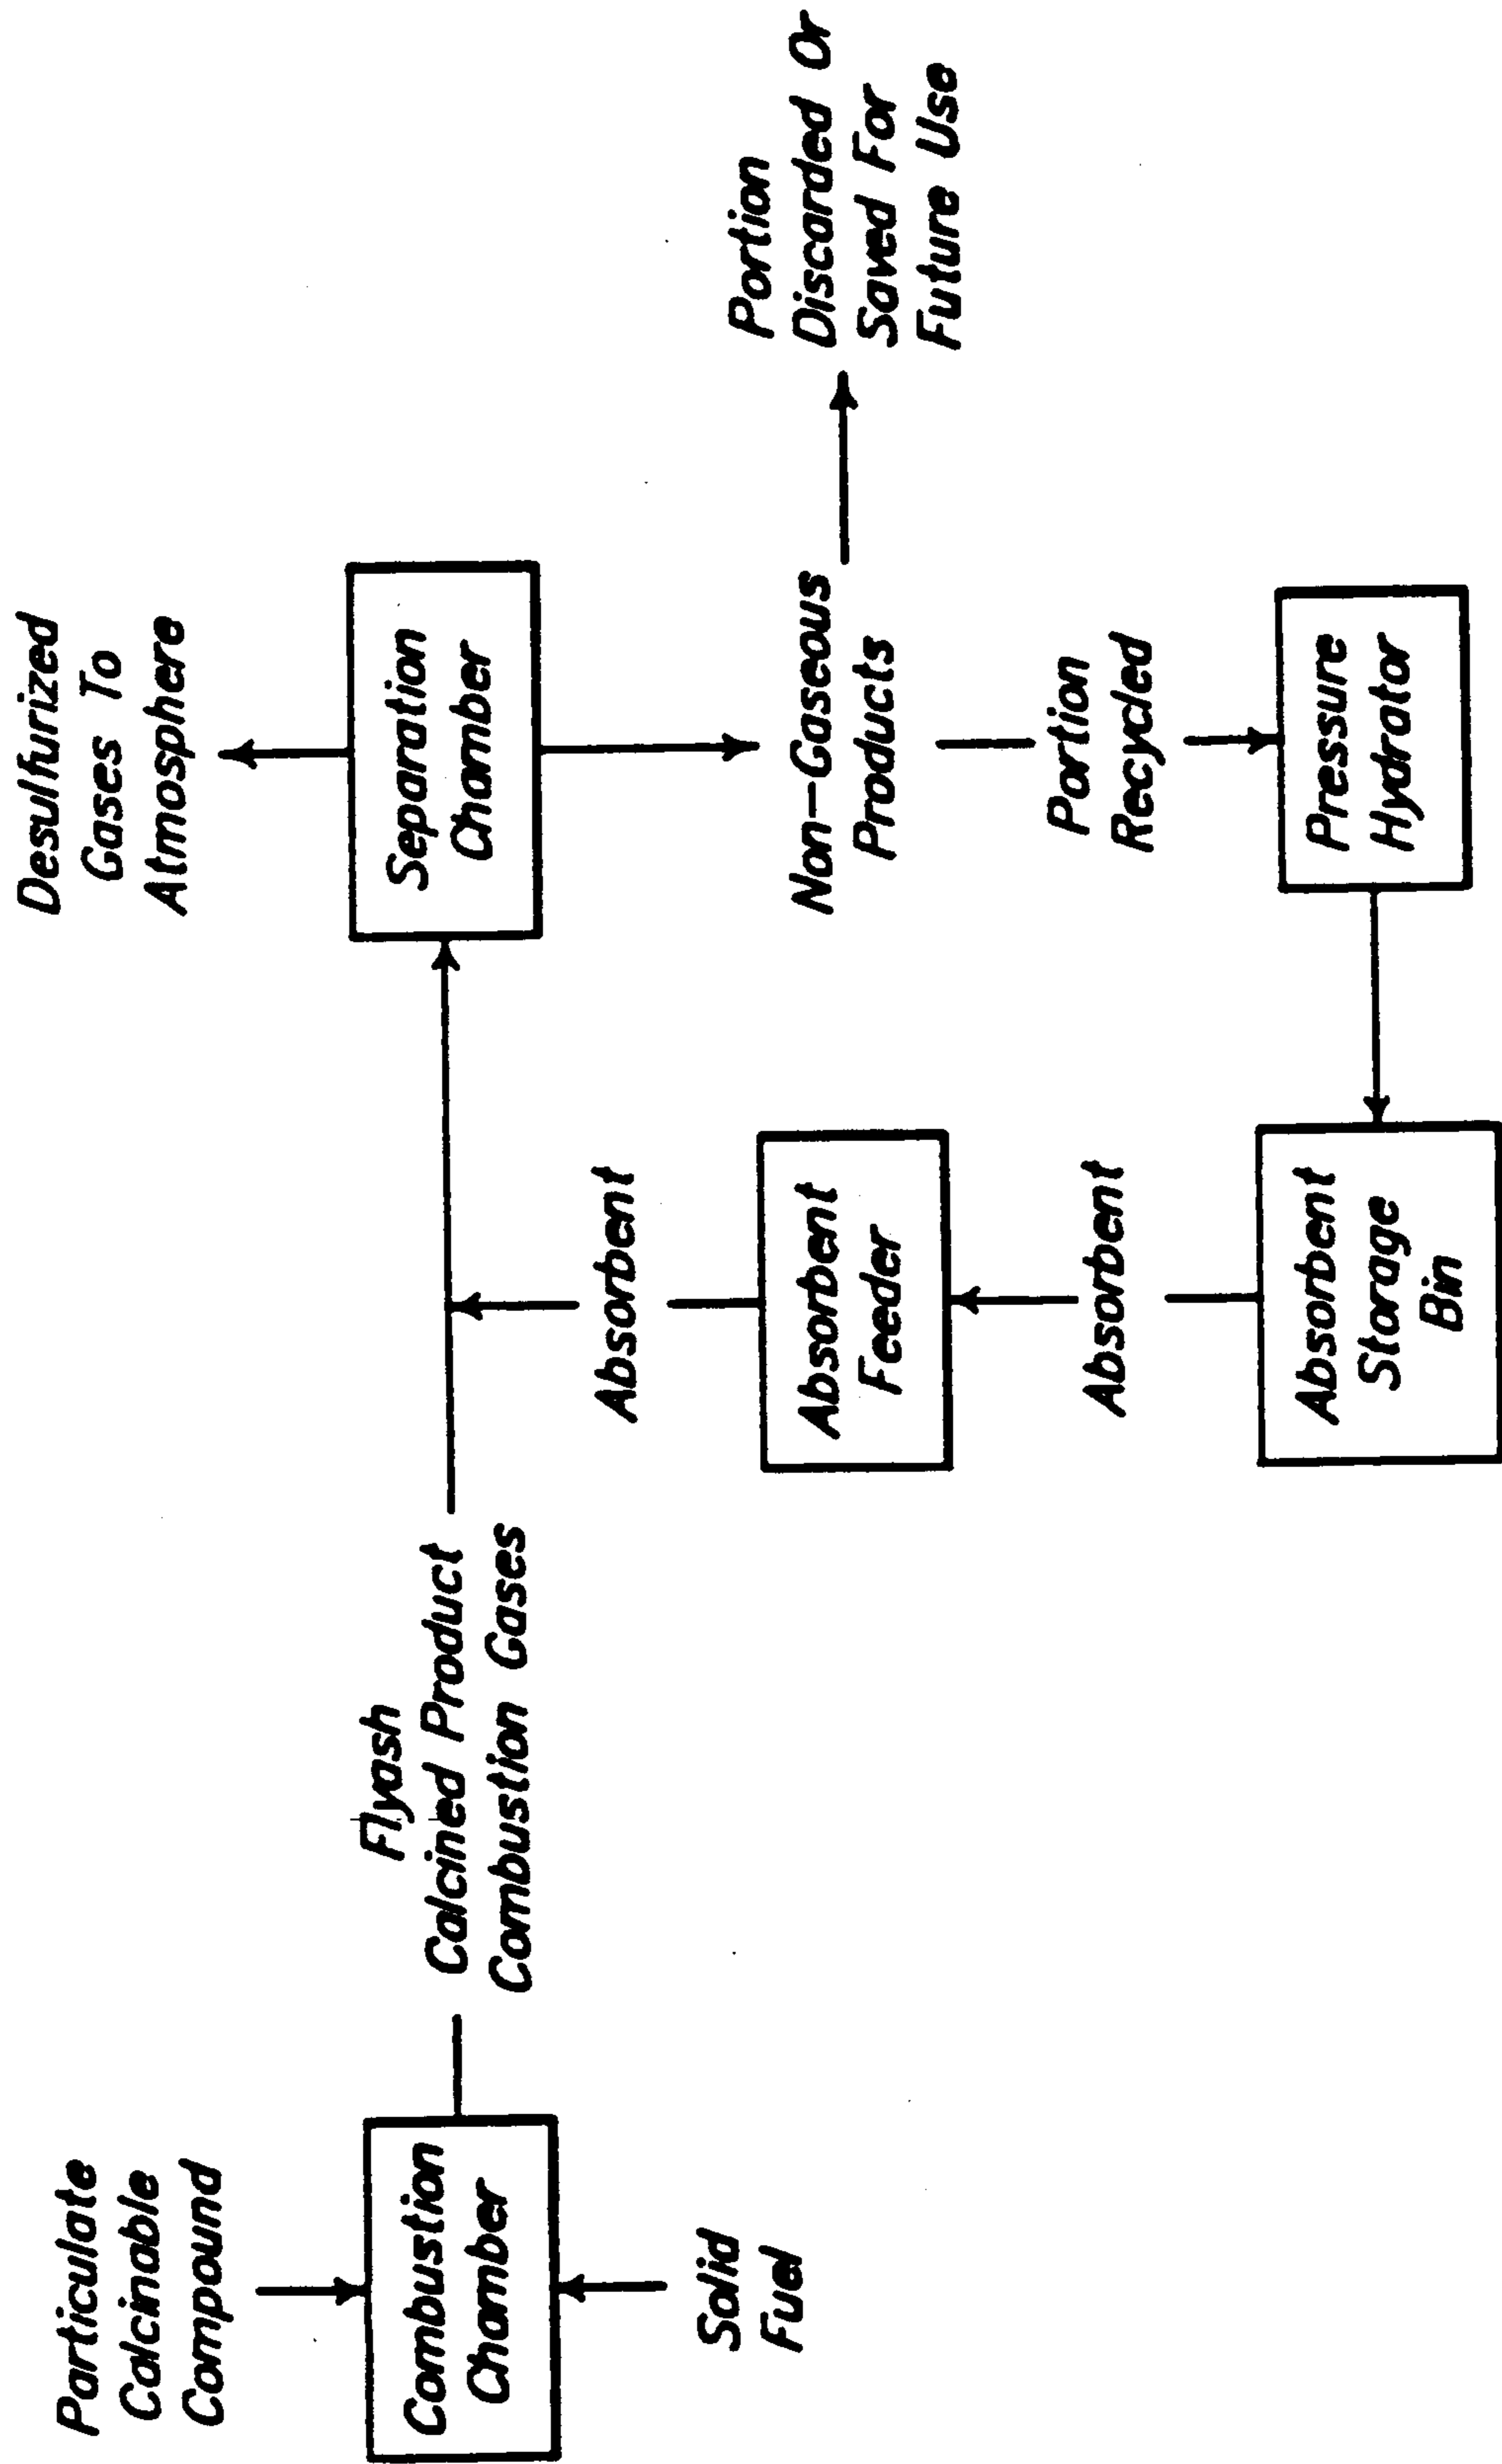 Particulate
Calcinable
Compound
Combustion
Chamber
Solid
Fuel
Flyash
Calcined Product
Combustion Gases
Desulfurized
Gases To
Atmosphere
Separation
Chamber
Absorbent
Absorbent
Feeder
Absorbent
Absorbent
Storage
Bin
Non-Gaseous
Products
Portion
Discarded Or
Saved For
Future Use
Portion
Recycled
Pressure
Hydrator